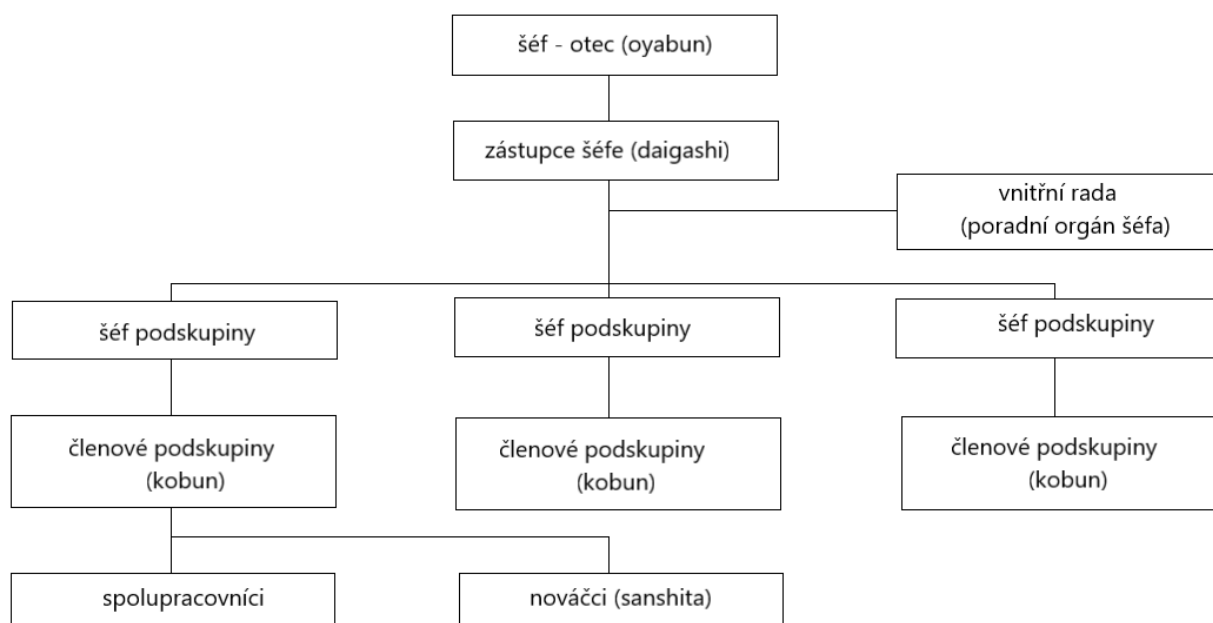 šéf - otec (oyabun)
zástupce šéfe (daigashi)
vnitřní rada
(poradní orgán šéfa)
šéf podskupiny
šéf podskupiny
šéf podskupiny
členové podskupiny
(kobun)
členové podskupiny
(kobun)
členové podskupiny
(kobun)
spolupracovníci
nováčci (sanshita)